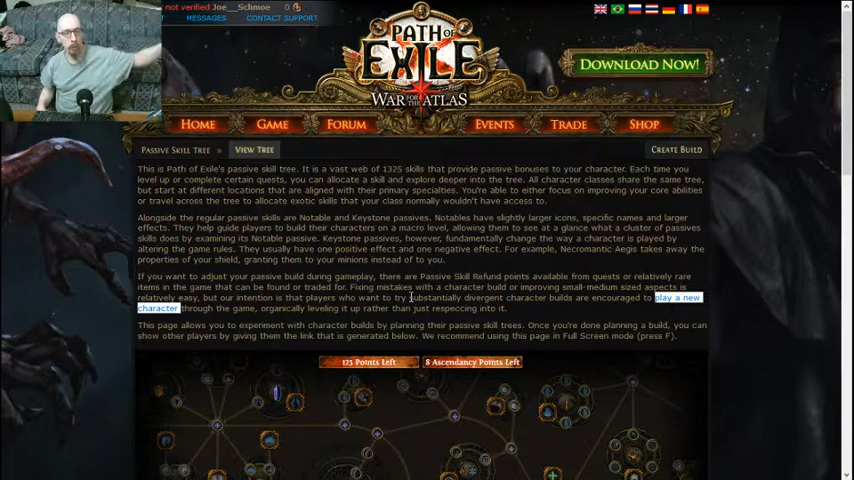 not verified Joe__Schmoe 0
MESSAGES CONTACT SUPPORT
PATH OF
EXILE
WAR FOR THE ATLAS
DOWNLOAD NOW!
HOME GAME FORUM EVENTS TRADE SHOP
PASSIVE SKILL TREE » VIEW TREE CREATE BUILD
This is Path of Exile's passive skill tree. It is a vast web of 1325 skills that provide passive bonuses to your character. Each time you
level up or complete certain quests, you can allocate a skill and explore deeper into the tree. All character classes share the same tree,
but start at different locations that are aligned with their primary specialties. You're able to either focus on improving your core abilities
or travel across the tree to allocate exotic skills that your class normally wouldn't have access to.
Alongside the regular passive skills are Notable and Keystone passives. Notables have slightly larger icons, specific names and larger
effects. They help guide players to build their characters on a macro level, allowing them to see at a glance what a cluster of passives
skills does by examining its Notable passive. Keystone passives, however, fundamentally change the way a character is played by
altering the game rules. They usually have one positive effect and one negative effect. For example, Necromantic Aegis takes away the
properties of your shield, granting them to your minions instead of to you.
If you want to adjust your passive build during gameplay, there are Passive Skill Refund points available from quests or relatively rare
items in the game that can be found or traded for. Fixing mistakes with a character build or improving small-medium sized aspects is
relatively easy, but our intention is that players who want to try substantially divergent character builds are encouraged to play a new
character through the game, organically leveling it up rather than just respeccing into it.
This page allows you to experiment with character builds by planning their passive skill trees. Once you're done planning a build, you can
show other players by giving them the link that is generated below. We recommend using this page in Full Screen mode (press F).
123 Points Left 8 Ascendancy Points Left